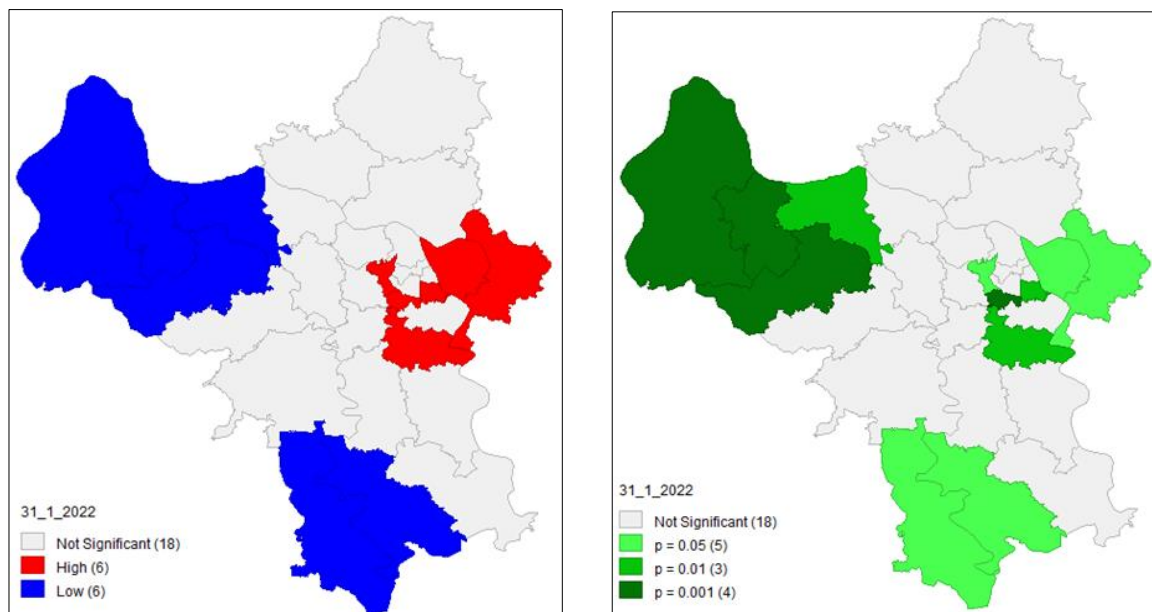 31_1_2022
Not Significant (18)
High (6)
Low (6)
31_1_2022
Not Significant (18)
p = 0.05 (5)
p = 0.01 (3)
p = 0.001 (4)